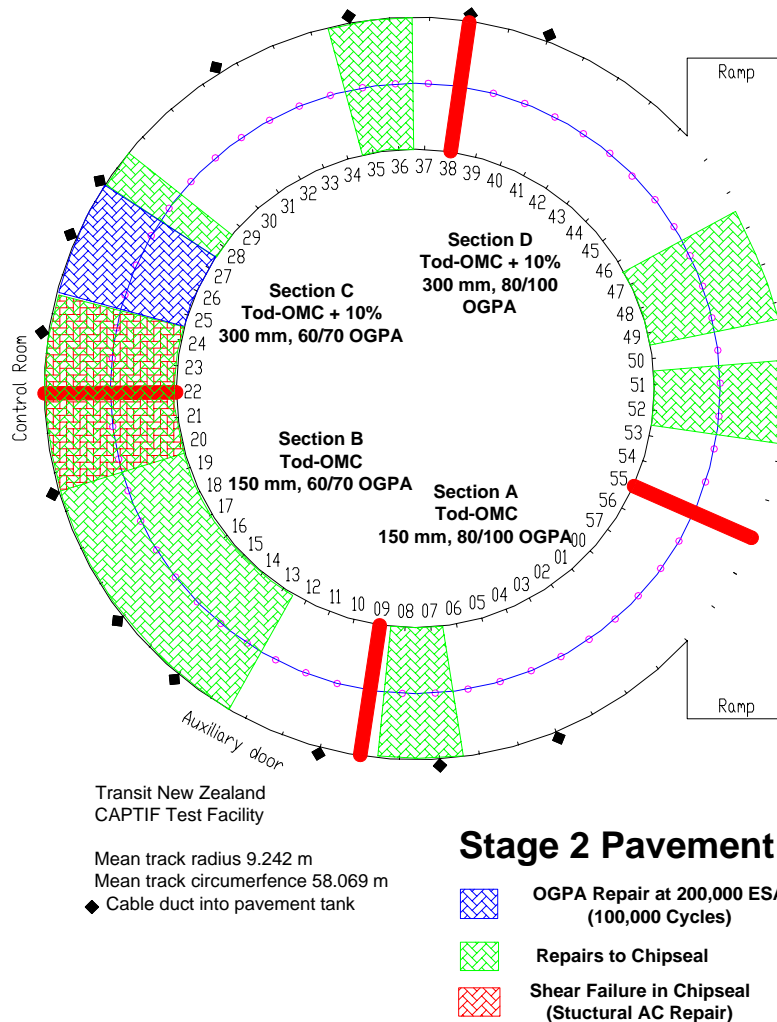 Ramp
36
37
35
38
34
39
33
40
32
41
31
42
30
43
29
44
28
45
27
46
26
47
25
48
24
49
23
50
22
51
21
52
20
53
19
54
18
55
17
56
16
57
15
00
14
01
13
02
12
03
11
04
10
05
09
06
08
07
Section D
Tod-OMC + 10%
300 mm, 80/100
OGPA
Section C
Tod-OMC + 10%
300 mm, 60/70 OGPA
Control Room
Section B
Tod-OMC
150 mm, 60/70 OGPA
Section A
Tod-OMC
150 mm, 80/100 OGPA
Ramp
Auxiliary door
Transit New Zealand
CAPTIF Test Facility
Mean track radius 9.242 m
Mean track circumerfence 58.069 m
Cable duct into pavement tank
Stage 2 Pavement
OGPA Repair at 200,000 ESA
(100,000 Cycles)
Repairs to Chipseal
Shear Failure in Chipseal
(Stuctural AC Repair)